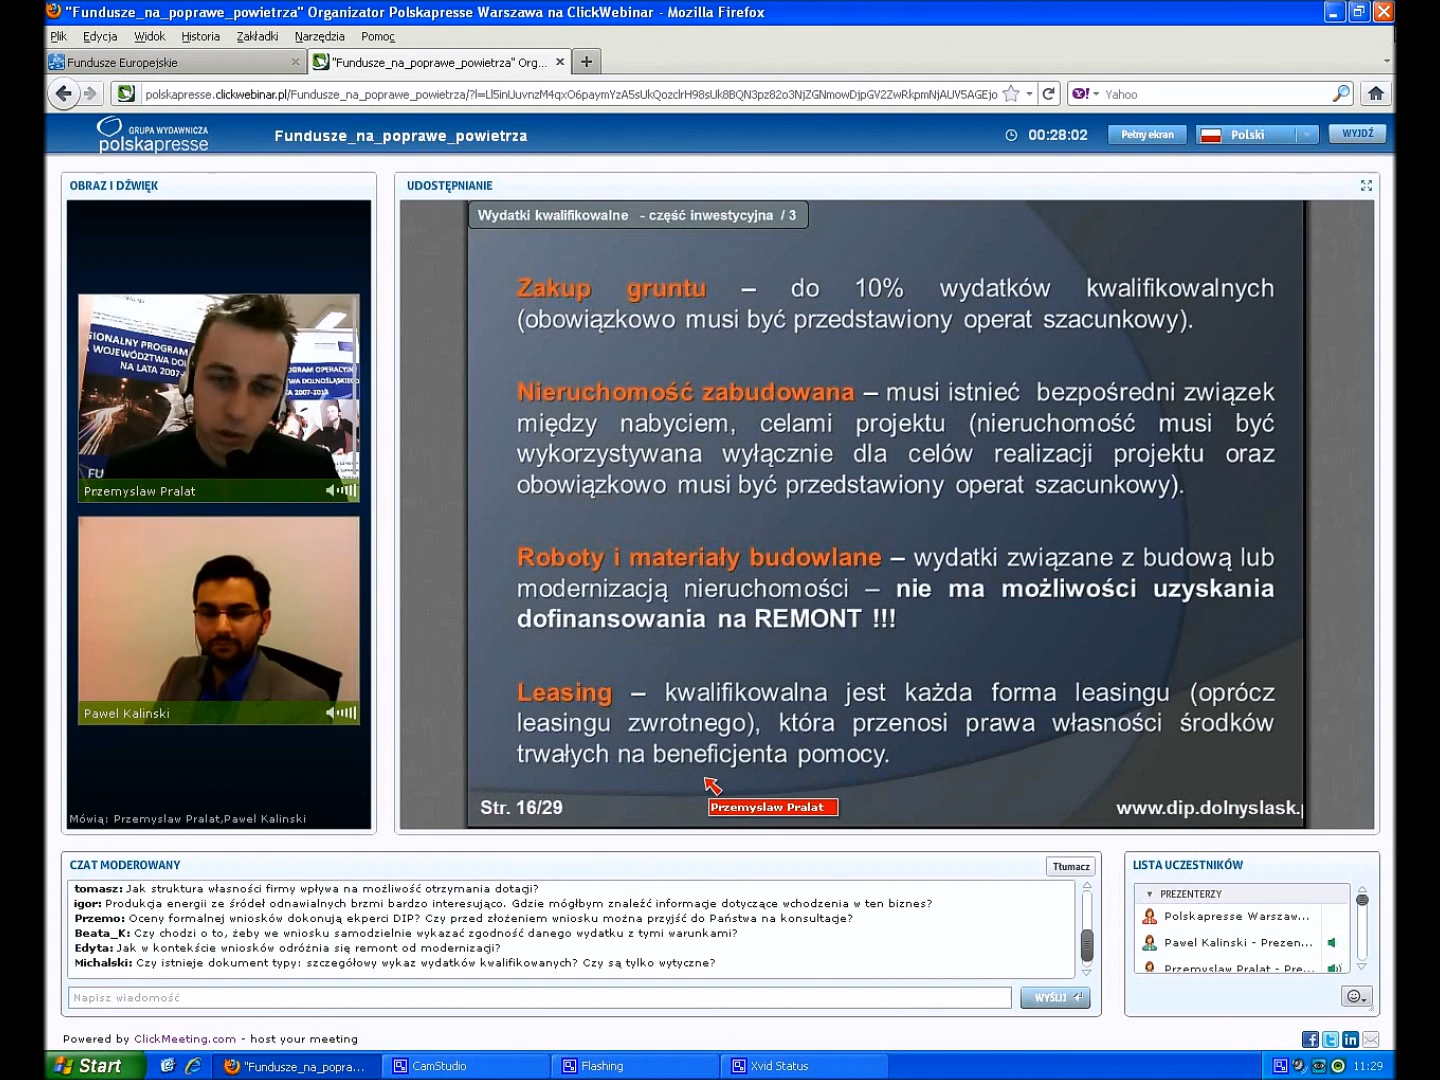 "Fundusze_na_poprawe_powietrza" Organizator Polskapresse Warszawa na ClickWebinar - Mozilla Firefox
Plik Edycja Widok Historia Zakładki Narzędzia Pomoc
Fundusze Europejskie
"Fundusze_na_poprawe_powietrza" Org...
Yahoo
GRUPA WYDAWNICZA
polskapresse
Fundusze_na_poprawe_powietrza
00:28:02
Pełny ekran
Polski
WYJDŹ
OBRAZ I DŹWIĘK
Przemyslaw Pralat
Pawel Kalinski
Mówią: Przemyslaw Pralat,Pawel Kalinski
UDOSTĘPNIANIE
Wydatki kwalifikowalne - część inwestycyjna / 3
Zakup gruntu – do 10% wydatków kwalifikowalnych
(obowiązkowo musi być przedstawiony operat szacunkowy).
Nieruchomość zabudowana – musi istnieć bezpośredni związek
między nabyciem, celami projektu (nieruchomość musi być
wykorzystywana wyłącznie dla celów realizacji projektu oraz
obowiązkowo musi być przedstawiony operat szacunkowy).
Roboty i materiały budowlane – wydatki związane z budową lub
modernizacją nieruchomości – nie ma możliwości uzyskania
dofinansowania na REMONT !!!
Leasing – kwalifikowalna jest każda forma leasingu (oprócz
leasingu zwrotnego), która przenosi prawa własności środków
trwałych na beneficjenta pomocy.
Str. 16/29
Przemyslaw Pralat
www.dip.dolnyslask.
CZAT MODEROWANY
Tłumacz
tomasz: Jak struktura własności firmy wpływa na możliwość otrzymania dotacji?
igor: Produkcja energii ze źródeł odnawialnych brzmi bardzo interesująco. Gdzie mógłbym znaleźć informacje dotyczące wchodzenia w ten biznes?
Przemo: Oceny formalnej wniosków dokonują ekperci DIP? Czy przed złożeniem wniosku można przyjść do Państwa na konsultacje?
Beata_K: Czy chodzi o to, żeby we wniosku samodzielnie wykazać zgodność danego wydatku z tymi warunkami?
Edyta: Jak w kontekście wniosków odróżnia się remont od modernizacji?
Michalski: Czy istnieje dokument typy: szczegółowy wykaz wydatków kwalifikowanych? Czy są tylko wytyczne?
Napisz wiadomość
WYŚLIJ
LISTA UCZESTNIKÓW
PREZENTERZY
Polskapresse Warszaw...
Pawel Kalinski - Prezen...
Przemyslaw Pralat - Pre...
Powered by ClickMeeting.com - host your meeting
Start
"Fundusze_na_popra...
CamStudio
Flashing
Xvid Status
11:29